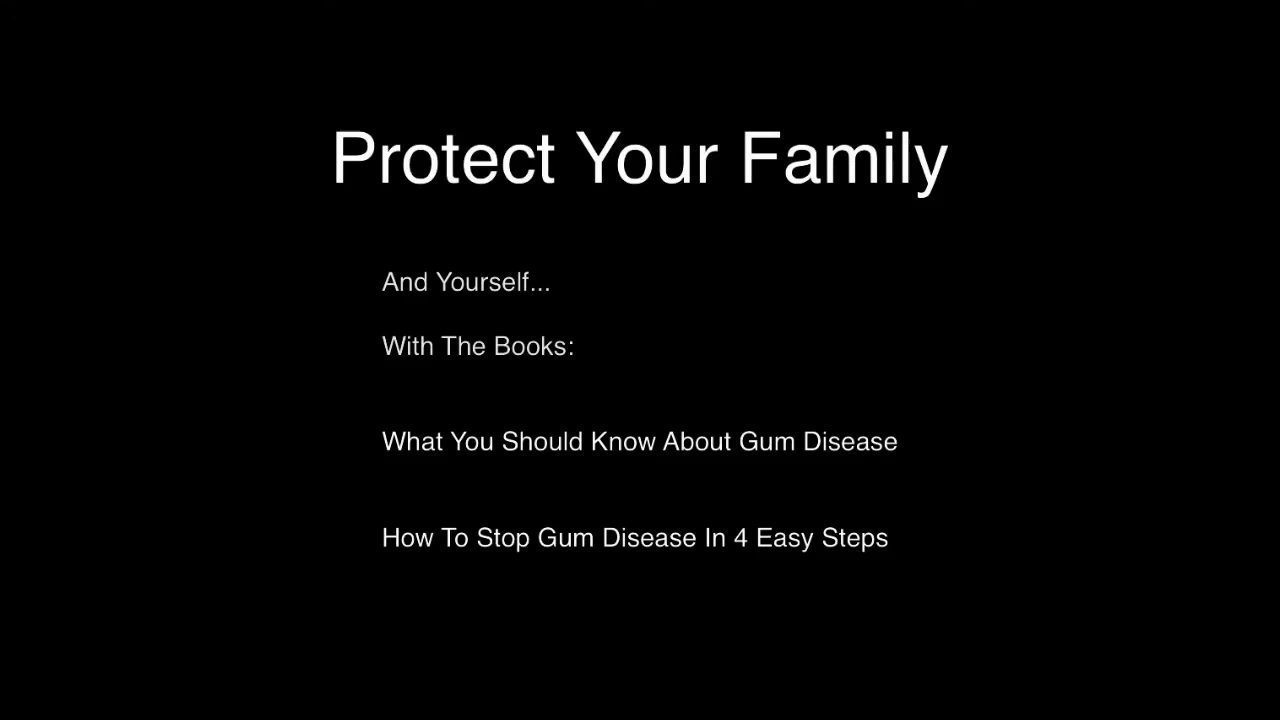 Protect Your Family
And Yourself...
With The Books:
What You Should Know About Gum Disease
How To Stop Gum Disease In 4 Easy Steps